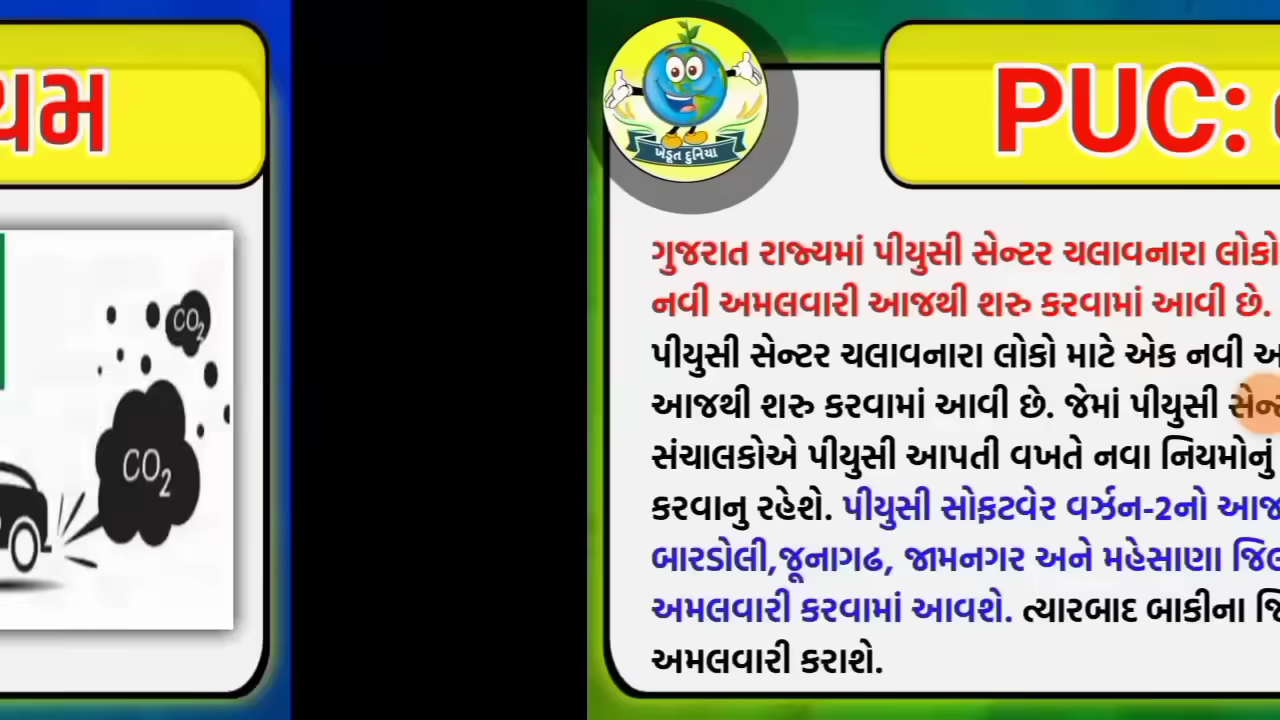 થમ
CO2
CO2
ખેડૂત દુનિયા
PUC:
ગુજરાત રાજ્યમાં પીયુસી સેન્ટર ચલાવનારા લોકો
નવી અમલવારી આજથી શરુ કરવામાં આવી છે.
પીયુસી સેન્ટર ચલાવનારા લોકો માટે એક નવી
આજથી શરુ કરવામાં આવી છે. જેમાં પીયુસી
સંચાલકોએ પીયુસી આપતી વખતે નવા નિયમોનું
કરવાનુ રહેશે. પીયુસી સોફટવેર વર્ઝન-2નો
બારડોલી,જૂનાગઢ, જામનગર અને મહેસાણા
અમલવારી કરવામાં આવશે. ત્યારબાદ બાકીના
અમલવારી કરાશે.